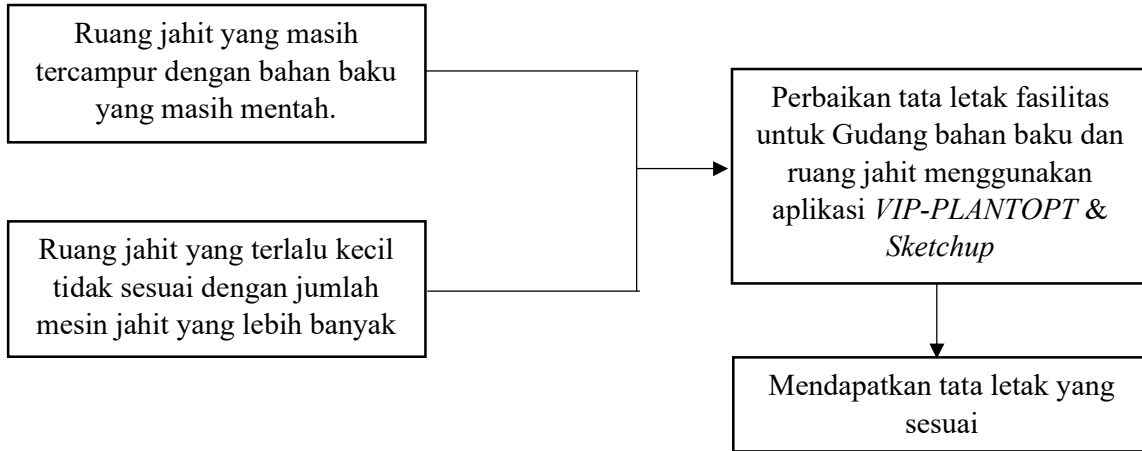 Ruang jahit yang masih
tercampur dengan bahan baku
yang masih mentah.
Ruang jahit yang terlalu kecil
tidak sesuai dengan jumlah
mesin jahit yang lebih banyak
Perbaikan tata letak fasilitas
untuk Gudang bahan baku dan
ruang jahit menggunakan
aplikasi VIP-PLANTOPT &
Sketchup
Mendapatkan tata letak yang
sesuai